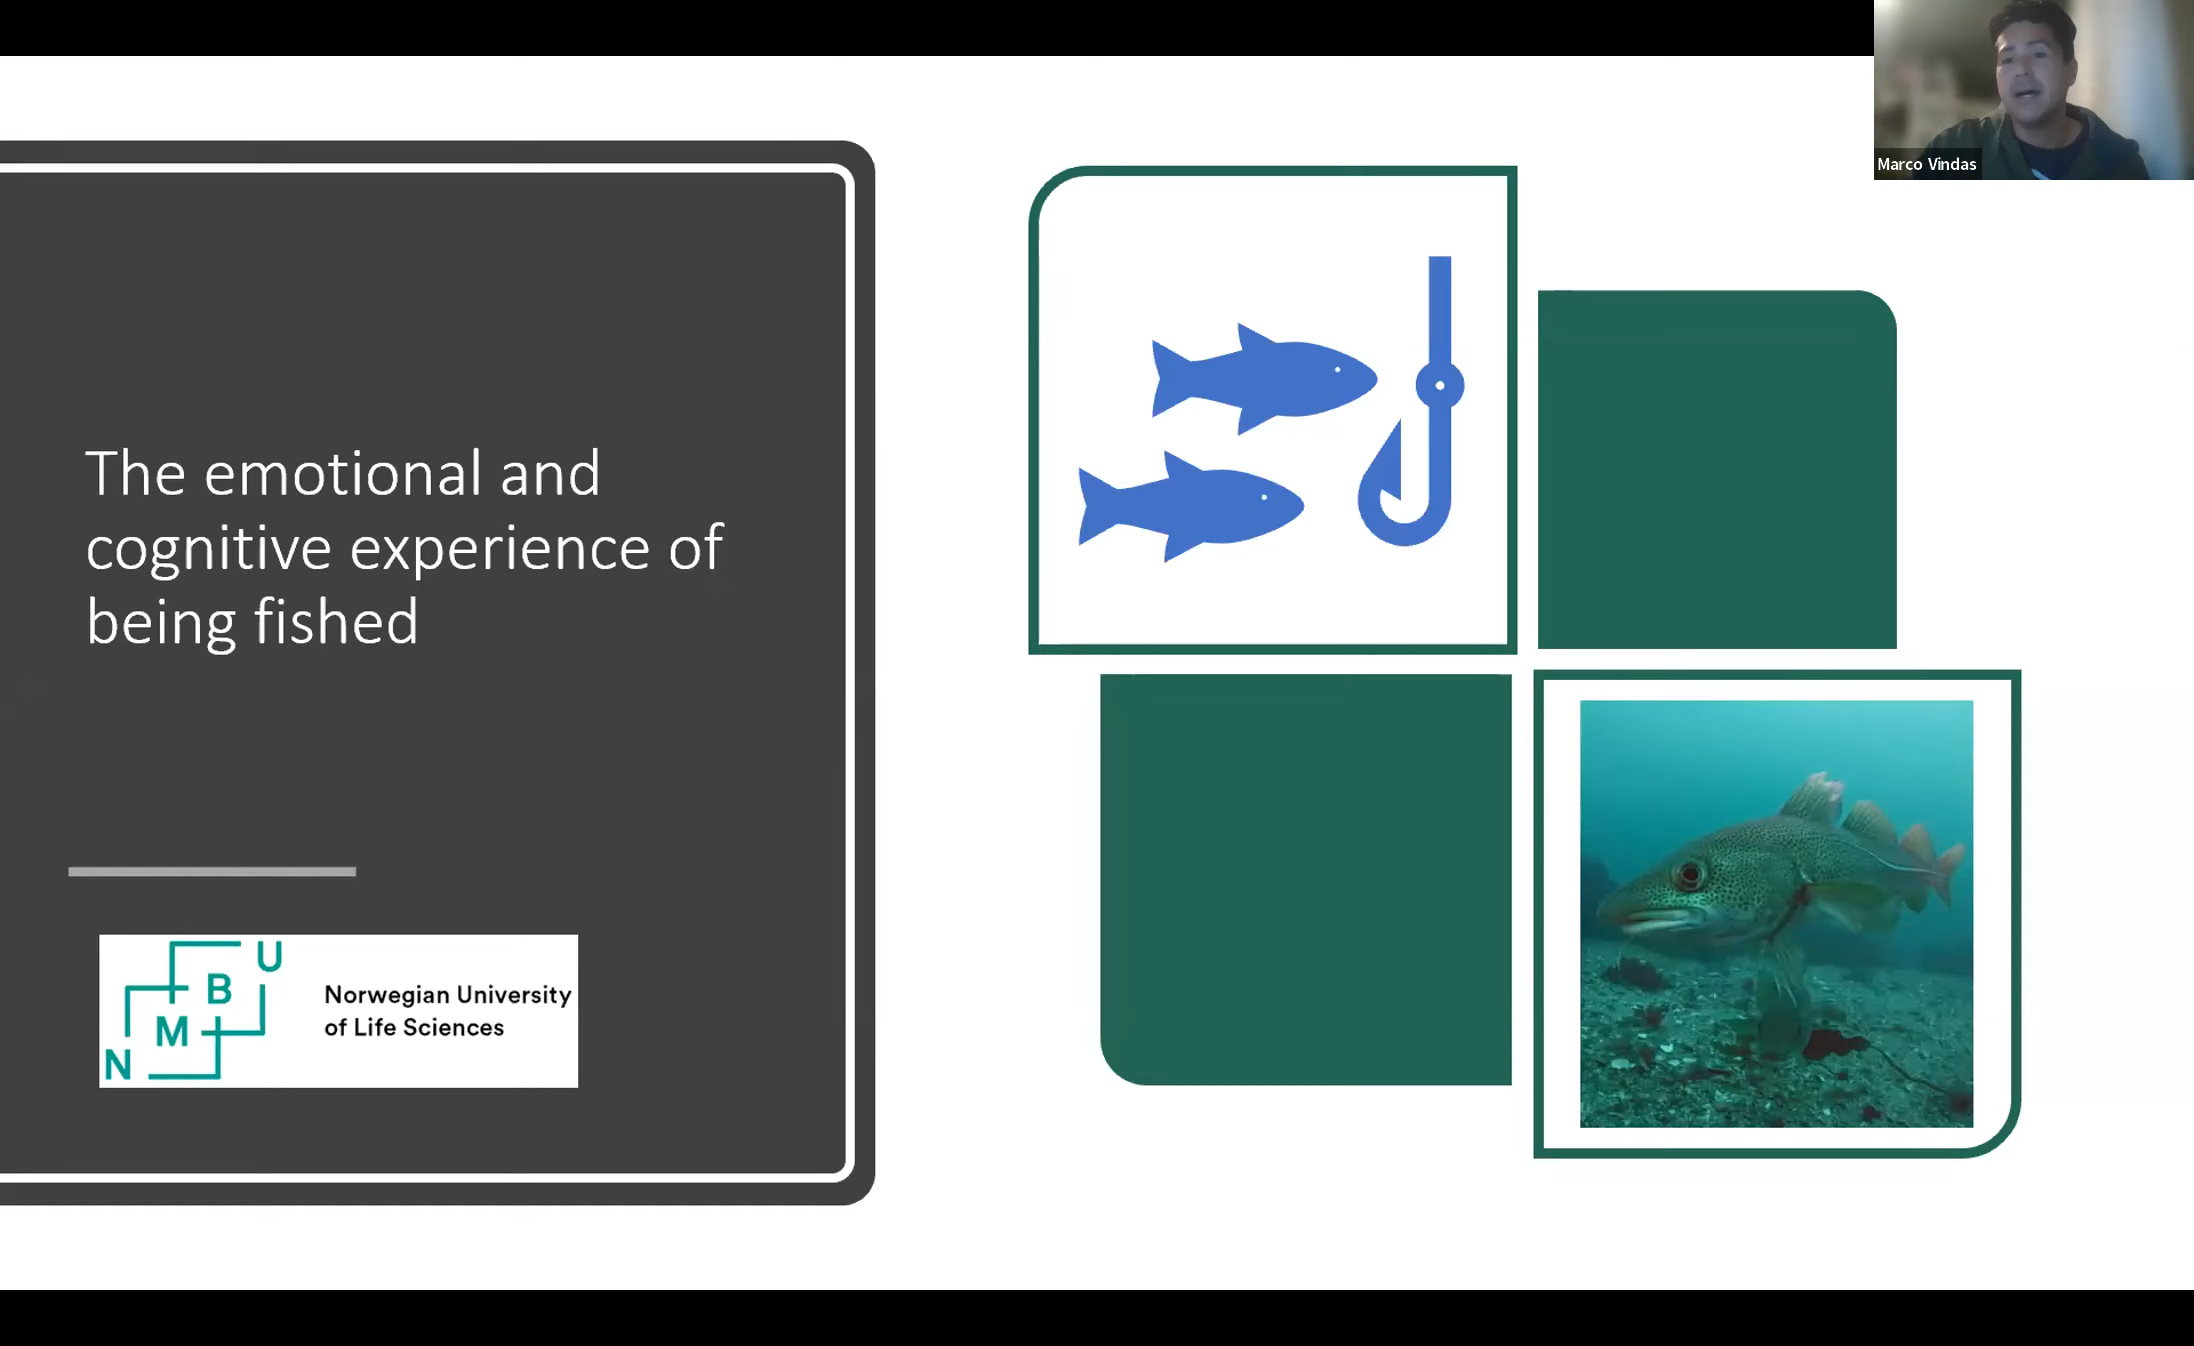 Marco Vindas
The emotional and
cognitive experience of
being fished
N M B U
Norwegian University
of Life Sciences